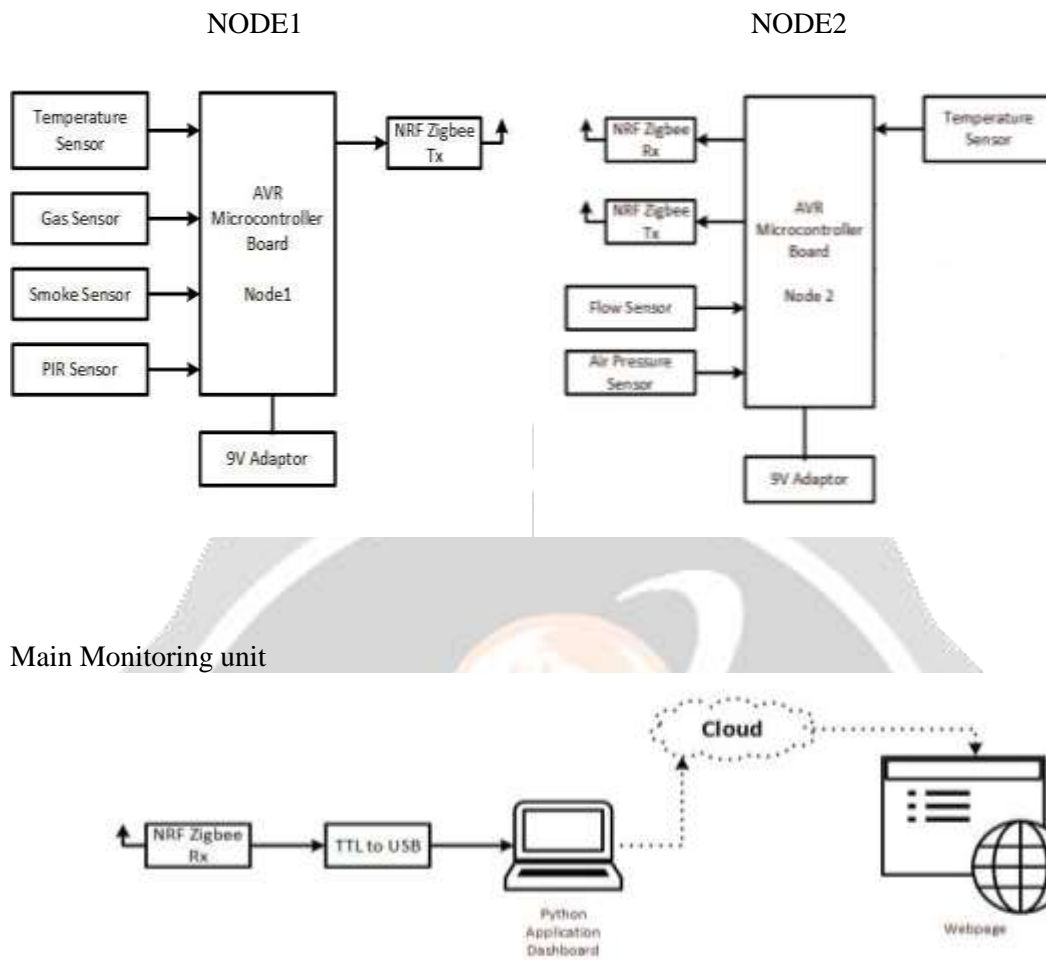 NODE1
NODE2
Temperature
Sensor
Gas Sensor
Smoke Sensor
PIR Sensor
AVR
Microcontroller
Board
Node1
NRF Zigbee
Tx
9V Adaptor
NRF Zigbee
Rx
NRF Zigbee
Tx
Flow Sensor
Air Pressure
Sensor
AVR
Microcontroller
Board
Node 2
Temperature
Sensor
9V Adaptor
Main Monitoring unit
NRF Zigbee
Rx
TTL to USB
Python
Application
Dashboard
Cloud
Webpage